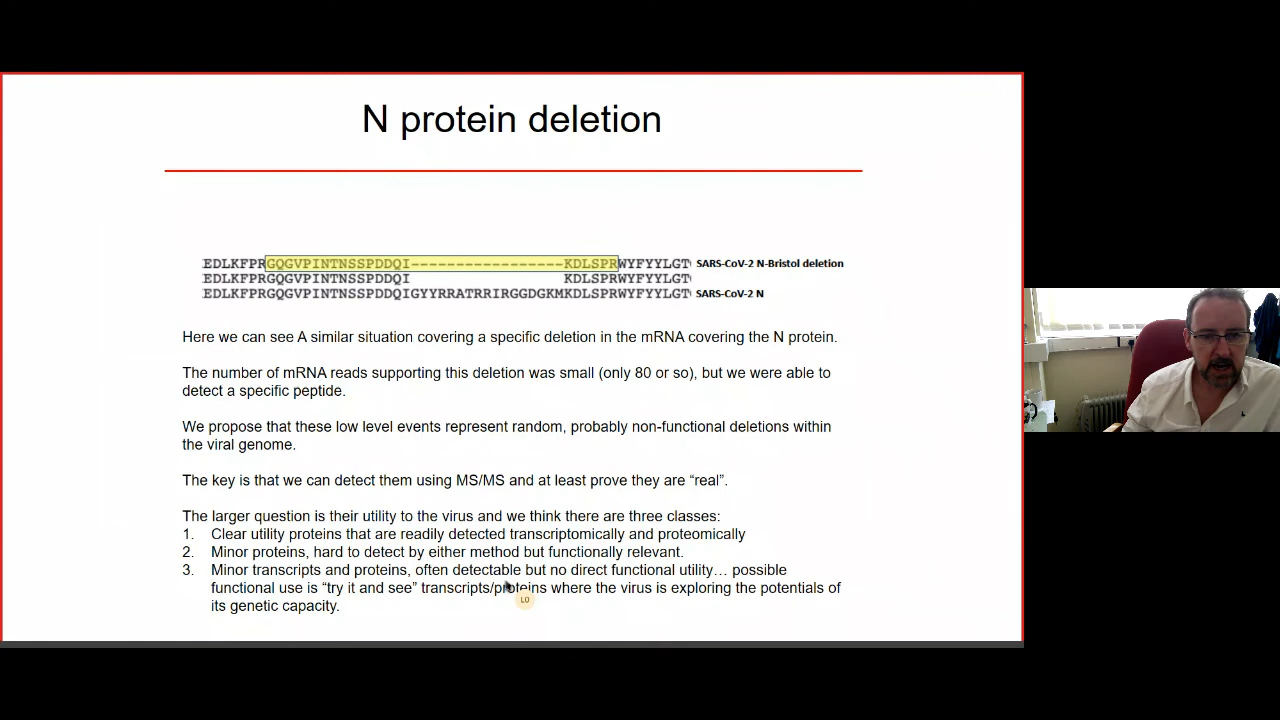 N protein deletion
EDLKFPRGQGVPINTNSSPDDQI-----------------KDLSPRWYFYYLGT SARS-CoV-2 N-Bristol deletion
EDLKFPRGQGVPINTNSSPDDQI KDLSPRWYFYYLGT
EDLKFPRGQGVPINTNSSPDDQIGYYRRATRRIRGGDGKMKDLSPRWYFYYLGT SARS-CoV-2 N
Here we can see A similar situation covering a specific deletion in the mRNA covering the N protein.
The number of mRNA reads supporting this deletion was small (only 80 or so), but we were able to
detect a specific peptide.
We propose that these low level events represent random, probably non-functional deletions within
the viral genome.
The key is that we can detect them using MS/MS and at least prove they are “real”.
The larger question is their utility to the virus and we think there are three classes:
1. Clear utility proteins that are readily detected transcriptomically and proteomically
2. Minor proteins, hard to detect by either method but functionally relevant.
3. Minor transcripts and proteins, often detectable but no direct functional utility… possible
functional use is “try it and see” transcripts/proteins where the virus is exploring the potentials of
its genetic capacity.
LO